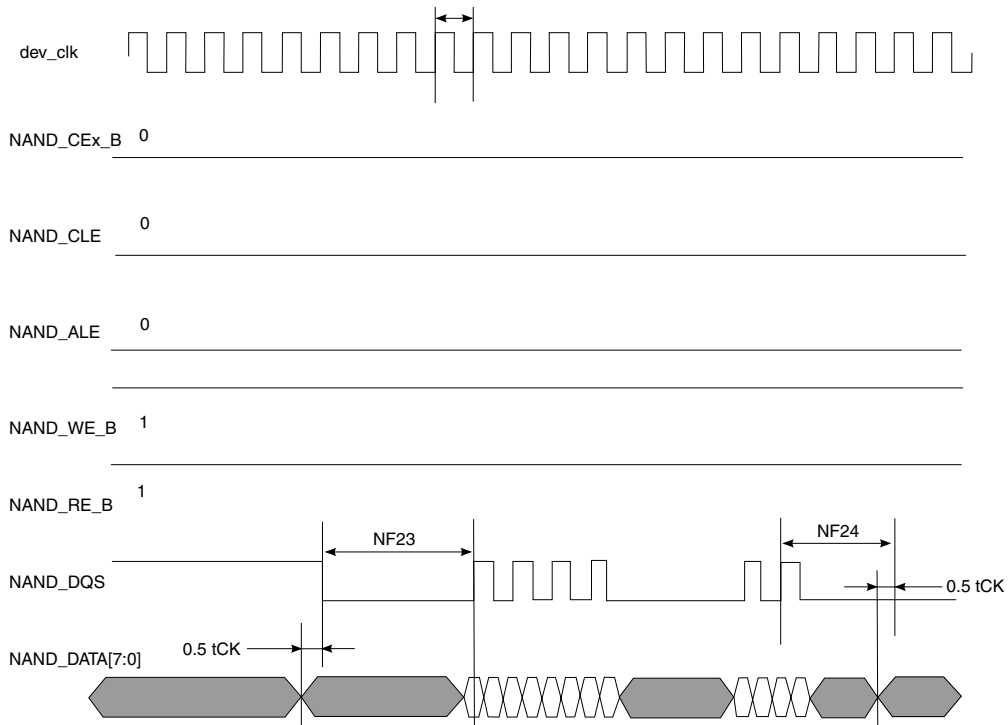 dev_clk
NAND_CEx_B 0
NAND_CLE 0
NAND_ALE 0
NAND_WE_B 1
NAND_RE_B 1
NF23
NF24
NAND_DQS
0.5 tCK
0.5 tCK
NAND_DATA[7:0]